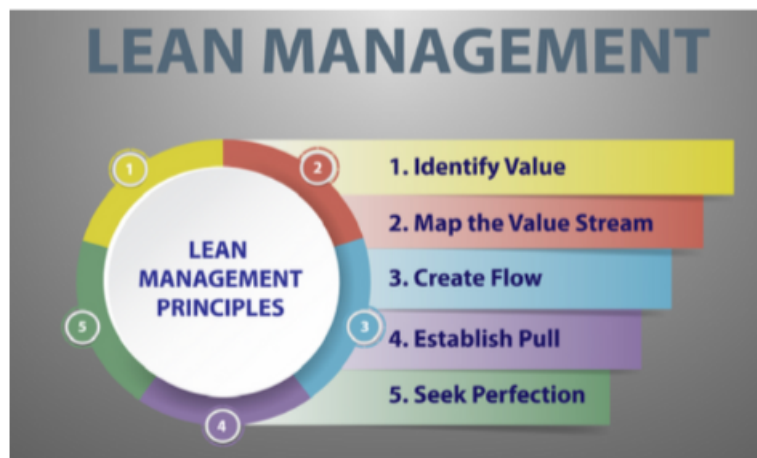 LEAN MANAGEMENT
1
2
3
4
5
LEAN
MANAGEMENT
PRINCIPLES
1. Identify Value
2. Map the Value Stream
3. Create Flow
4. Establish Pull
5. Seek Perfection